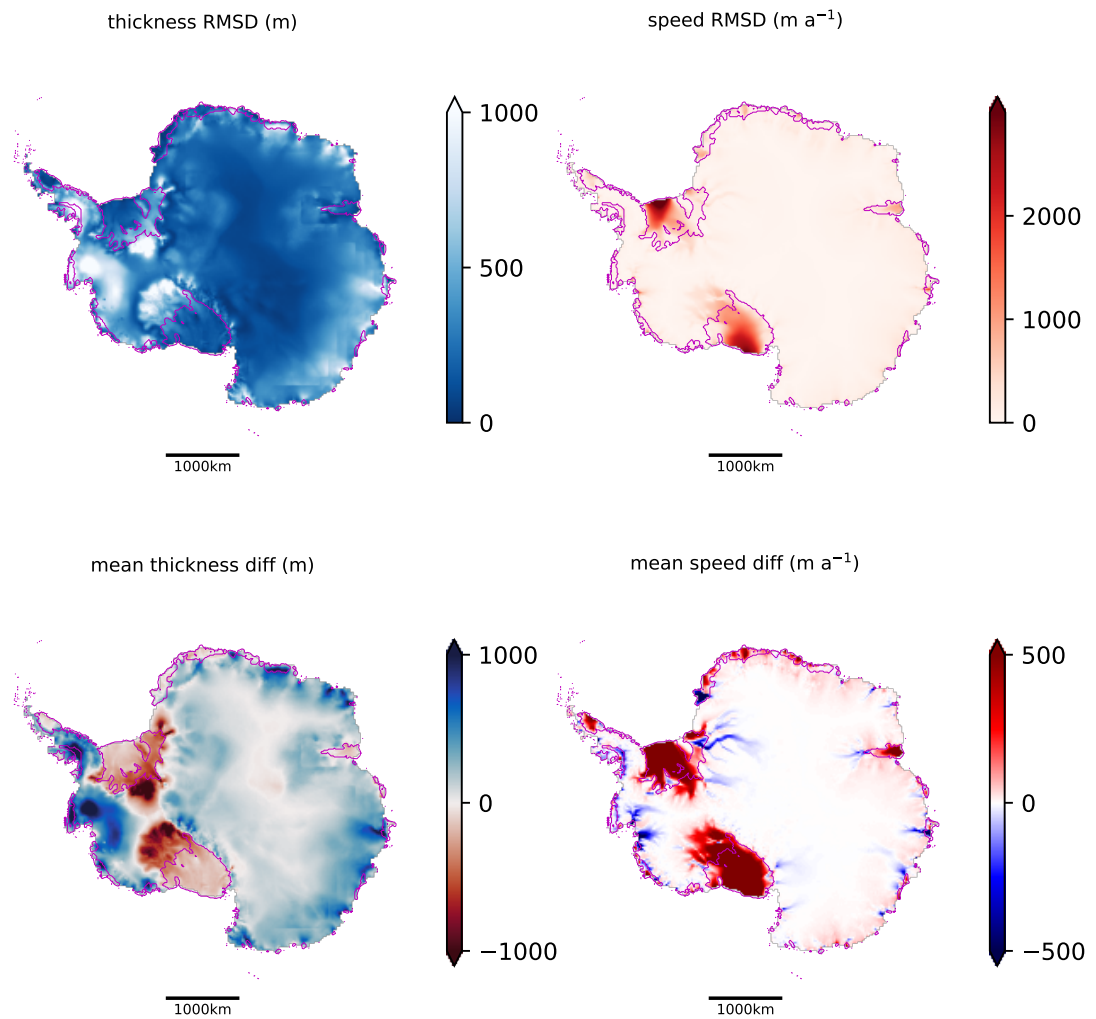 thickness RMSD (m)
speed RMSD (m a⁻¹)
1000
500
0
2000
1000
0
1000km
1000km
mean thickness diff (m)
mean speed diff (m a⁻¹)
1000
0
−1000
500
0
−500
1000km
1000km